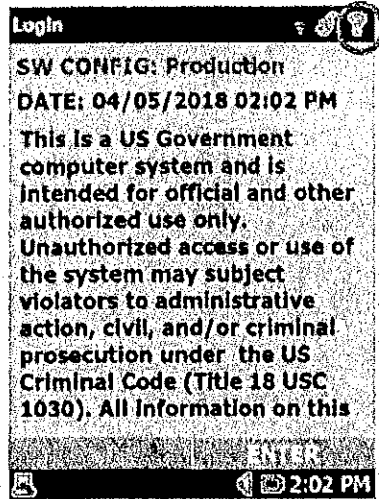 Login
SW CONFIG: Production
DATE: 04/05/2018 02:02 PM
This is a US Government
computer system and is
intended for official and other
authorized use only.
Unauthorized access or use of
the system may subject
violators to administrative
action, civil, and/or criminal
prosecution under the US
Criminal Code (Title 18 USC
1030). All information on this
ENTER
2:02 PM